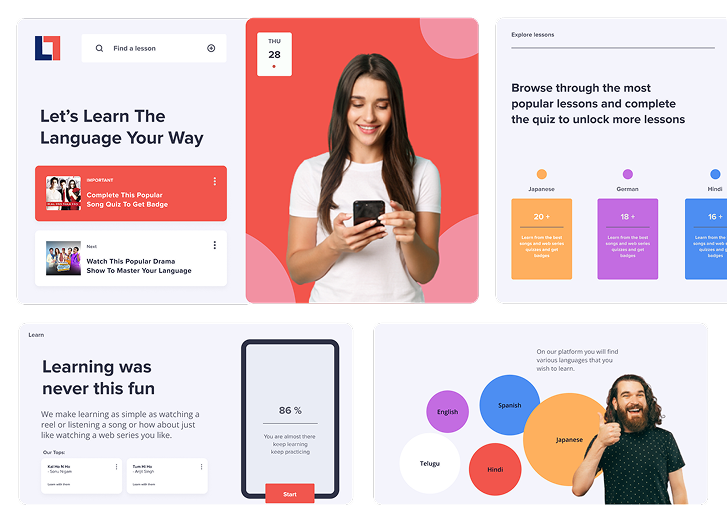 Find a lesson
Let's Learn The
Language Your Way
IMPORTANT
Complete This Popular
Song Quiz To Get Badge
Next
Watch This Popular Drama
Show To Master Your Language
THU
28
Explore lessons
Browse through the most
popular lessons and complete
the quiz to unlock more lessons
Japanese
20 +
Learn from the best
songs and web series
quizzes and get
badges
German
18 +
Learn from the best
songs and web series
quizzes and get
badges
Hindi
16 +
Learn from the
songs and web
quizzes and
badges
Learn
Learning was
never this fun
We make learning as simple as watching a
reel or listening a song or how about just
like watching a web series you like.
Our Tops:
Kal Ho N Ho
- Sonu Nigam
Learn with them
Tum Hi Ho
- Arijit Singh
Learn with them
86 %
You are almost there
keep learning
keep practicing
Start
On our platform you will find
various languages that you
wish to learn.
English
Spanish
Japanese
Telugu
Hindi